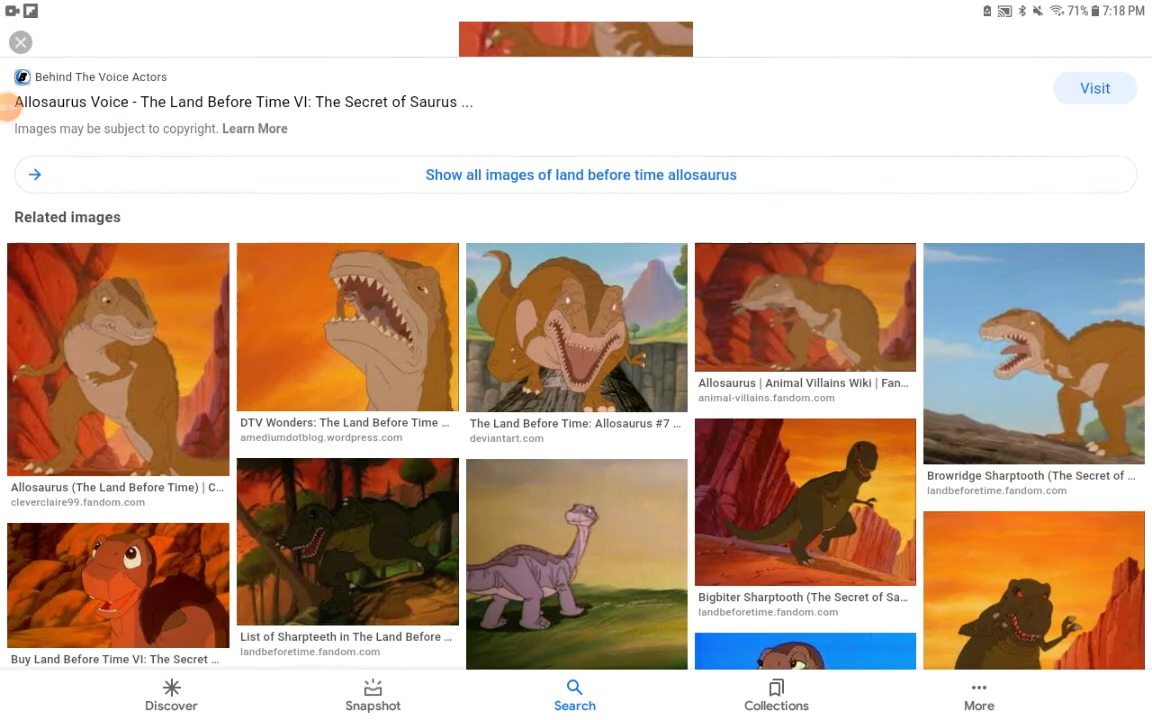 71% 7:18 PM
Behind The Voice Actors
Allosaurus Voice - The Land Before Time VI: The Secret of Saurus ...
Visit
Images may be subject to copyright. Learn More
Show all images of land before time allosaurus
Related images
Allosaurus (The Land Before Time) | C...
cleverclaire99.fandom.com
DTV Wonders: The Land Before Time ...
amediumdotblog.wordpress.com
The Land Before Time: Allosaurus #7 ...
deviantart.com
Allosaurus | Animal Villains Wiki | Fan...
animal-villains.fandom.com
Browridge Sharptooth (The Secret of ...
landbeforetime.fandom.com
Buy Land Before Time VI: The Secret ...
List of Sharpteeth in The Land Before ...
landbeforetime.fandom.com
Bigbiter Sharptooth (The Secret of Sa...
landbeforetime.fandom.com
Discover
Snapshot
Search
Collections
More